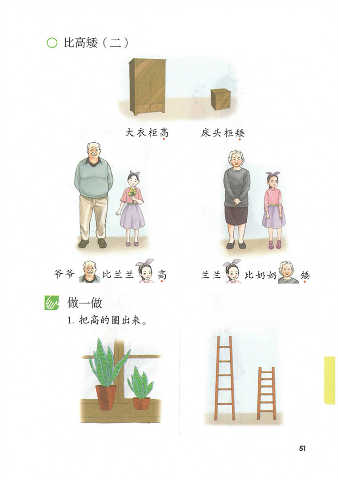 ○ 比高矮（二）
大衣柜高 床头柜矮
爷爷 比兰兰 高 兰兰 比奶奶 矮
做一做
1. 把高的圈出来。
51